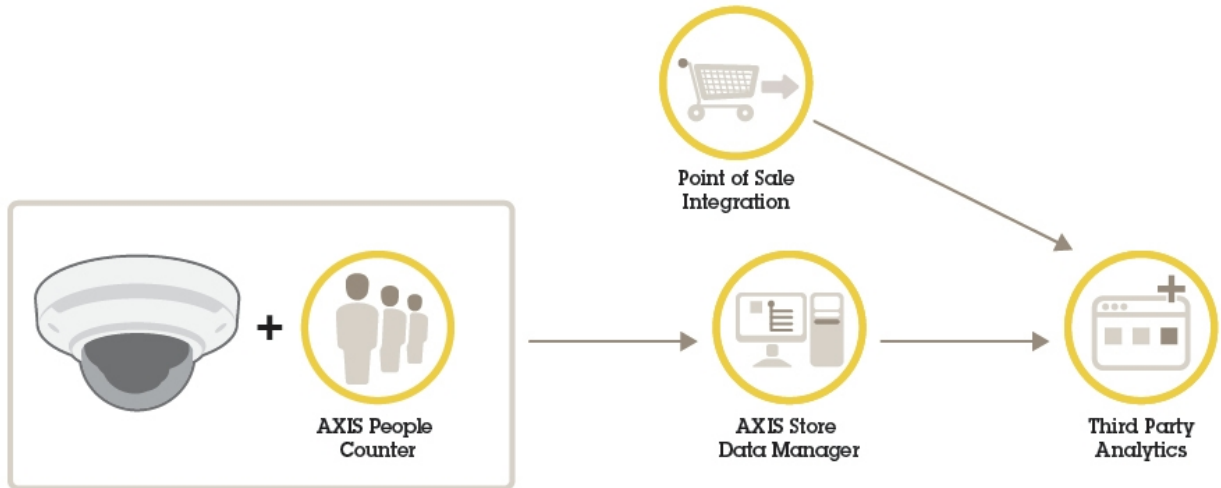 Point of Sale
Integration
AXIS People
Counter
AXIS Store
Data Manager
Third Party
Analytics